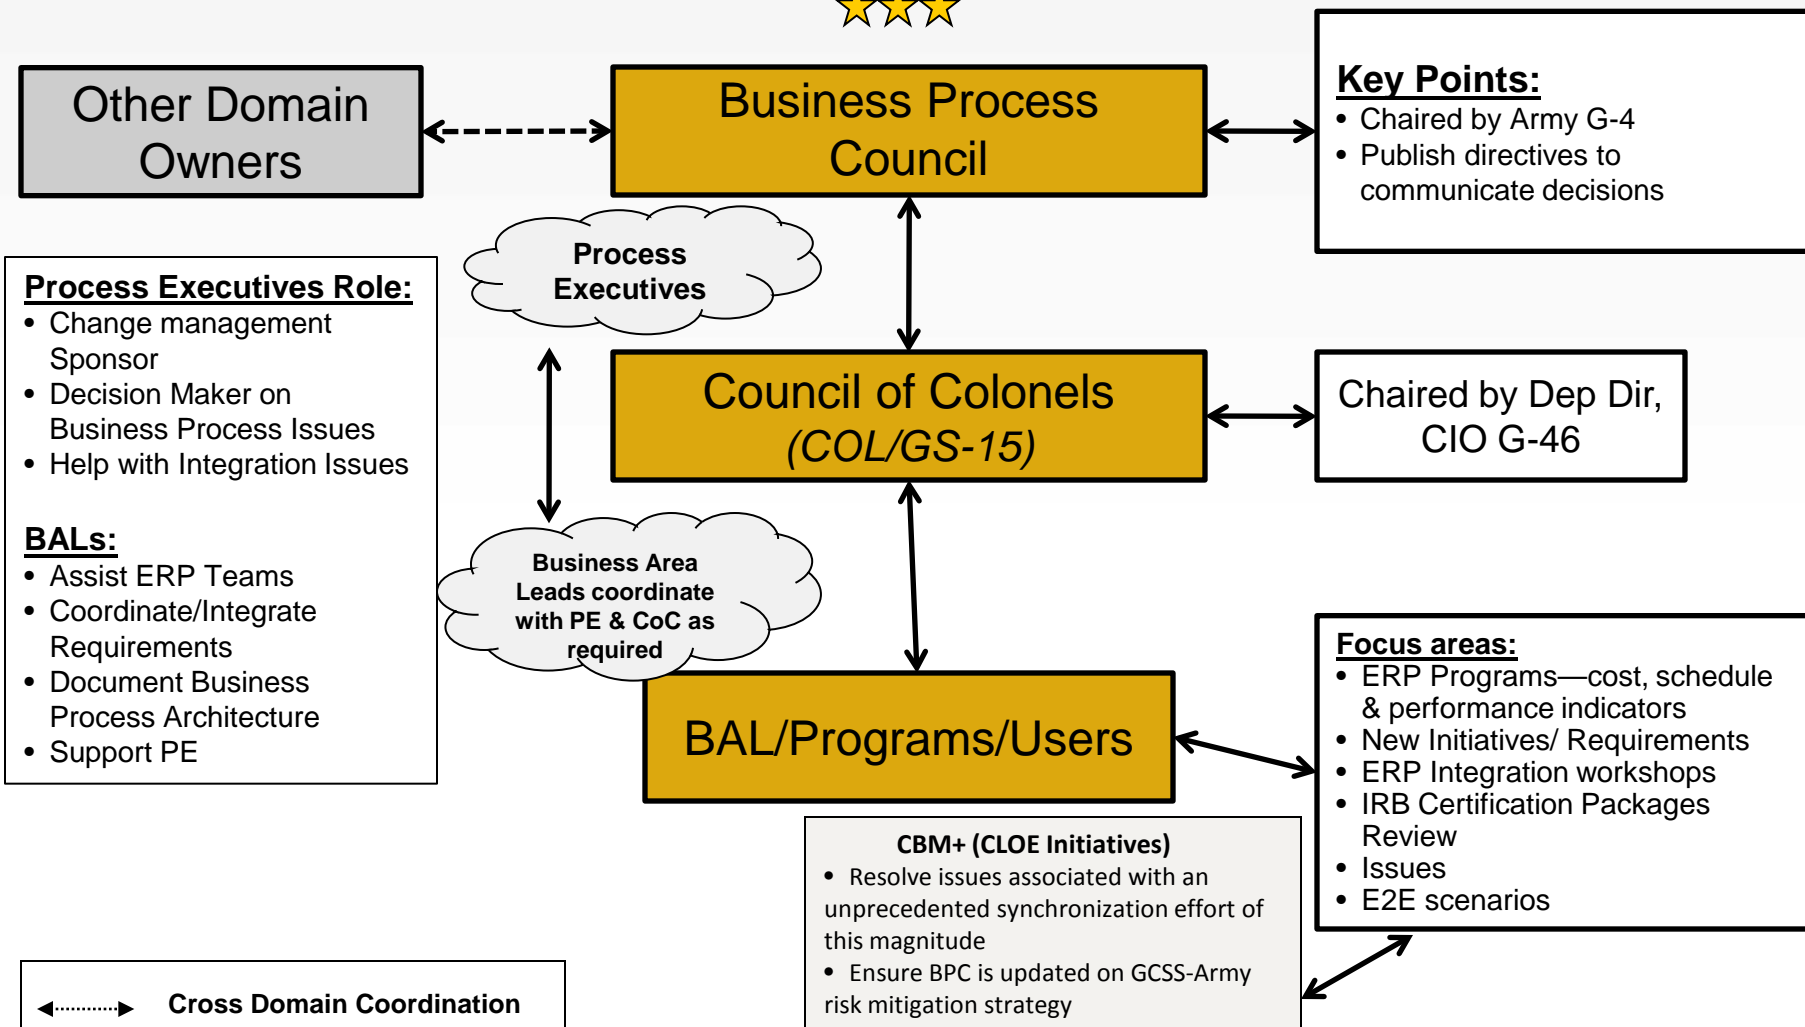 Other Domain
Owners
Business Process
Council
Key Points:
• Chaired by Army G-4
• Publish directives to
communicate decisions
Process
Executives
Process Executives Role:
• Change management
Sponsor
• Decision Maker on
Business Process Issues
• Help with Integration Issues
BALs:
• Assist ERP Teams
• Coordinate/Integrate
Requirements
• Document Business
Process Architecture
• Support PE
Council of Colonels
(COL/GS-15)
Chaired by Dep Dir,
CIO G-46
Business Area
Leads coordinate
with PE & CoC as
required
BAL/Programs/Users
Focus areas:
• ERP Programs—cost, schedule
& performance indicators
• New Initiatives/ Requirements
• ERP Integration workshops
• IRB Certification Packages
Review
• Issues
• E2E scenarios
CBM+ (CLOE Initiatives)
• Resolve issues associated with an
unprecedented synchronization effort of
this magnitude
• Ensure BPC is updated on GCSS-Army
risk mitigation strategy
Cross Domain Coordination